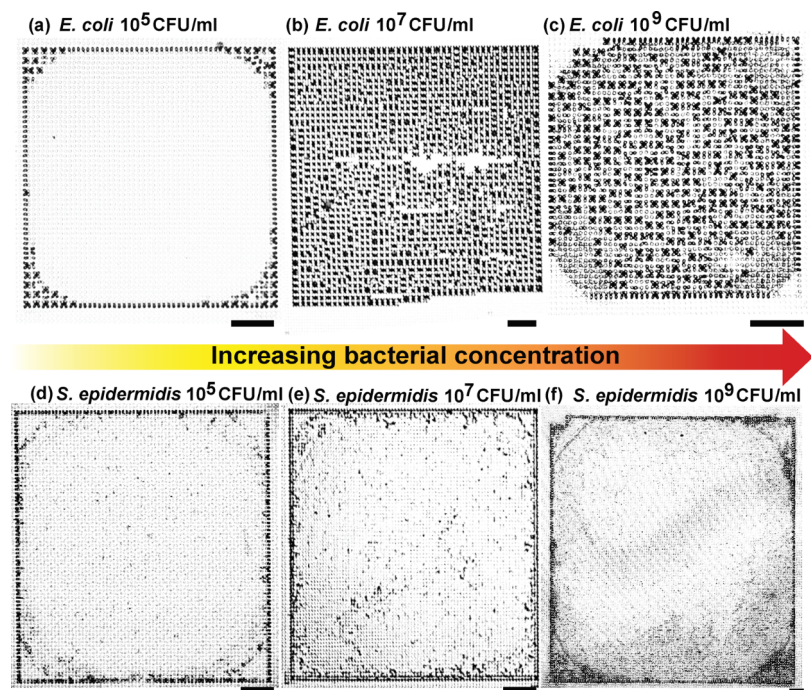 (a) E. coli 10⁵ CFU/ml
(b) E. coli 10⁷ CFU/ml
(c) E. coli 10⁹ CFU/ml
Increasing bacterial concentration
(d) S. epidermidis 10⁵ CFU/ml
(e) S. epidermidis 10⁷ CFU/ml
(f) S. epidermidis 10⁹ CFU/ml